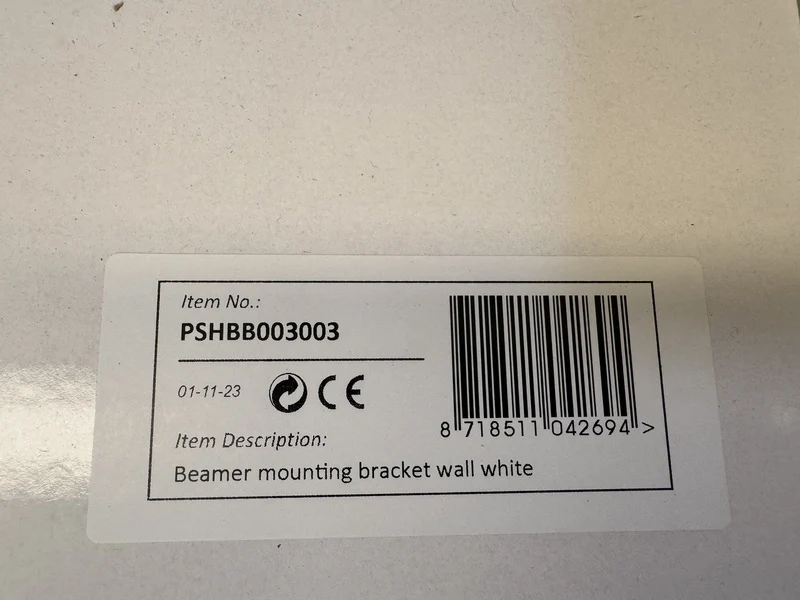 Item No.:
PSHBB003003
01-11-23 CE
Item Description:
Beamer mounting bracket wall white
8 718511 042694 >